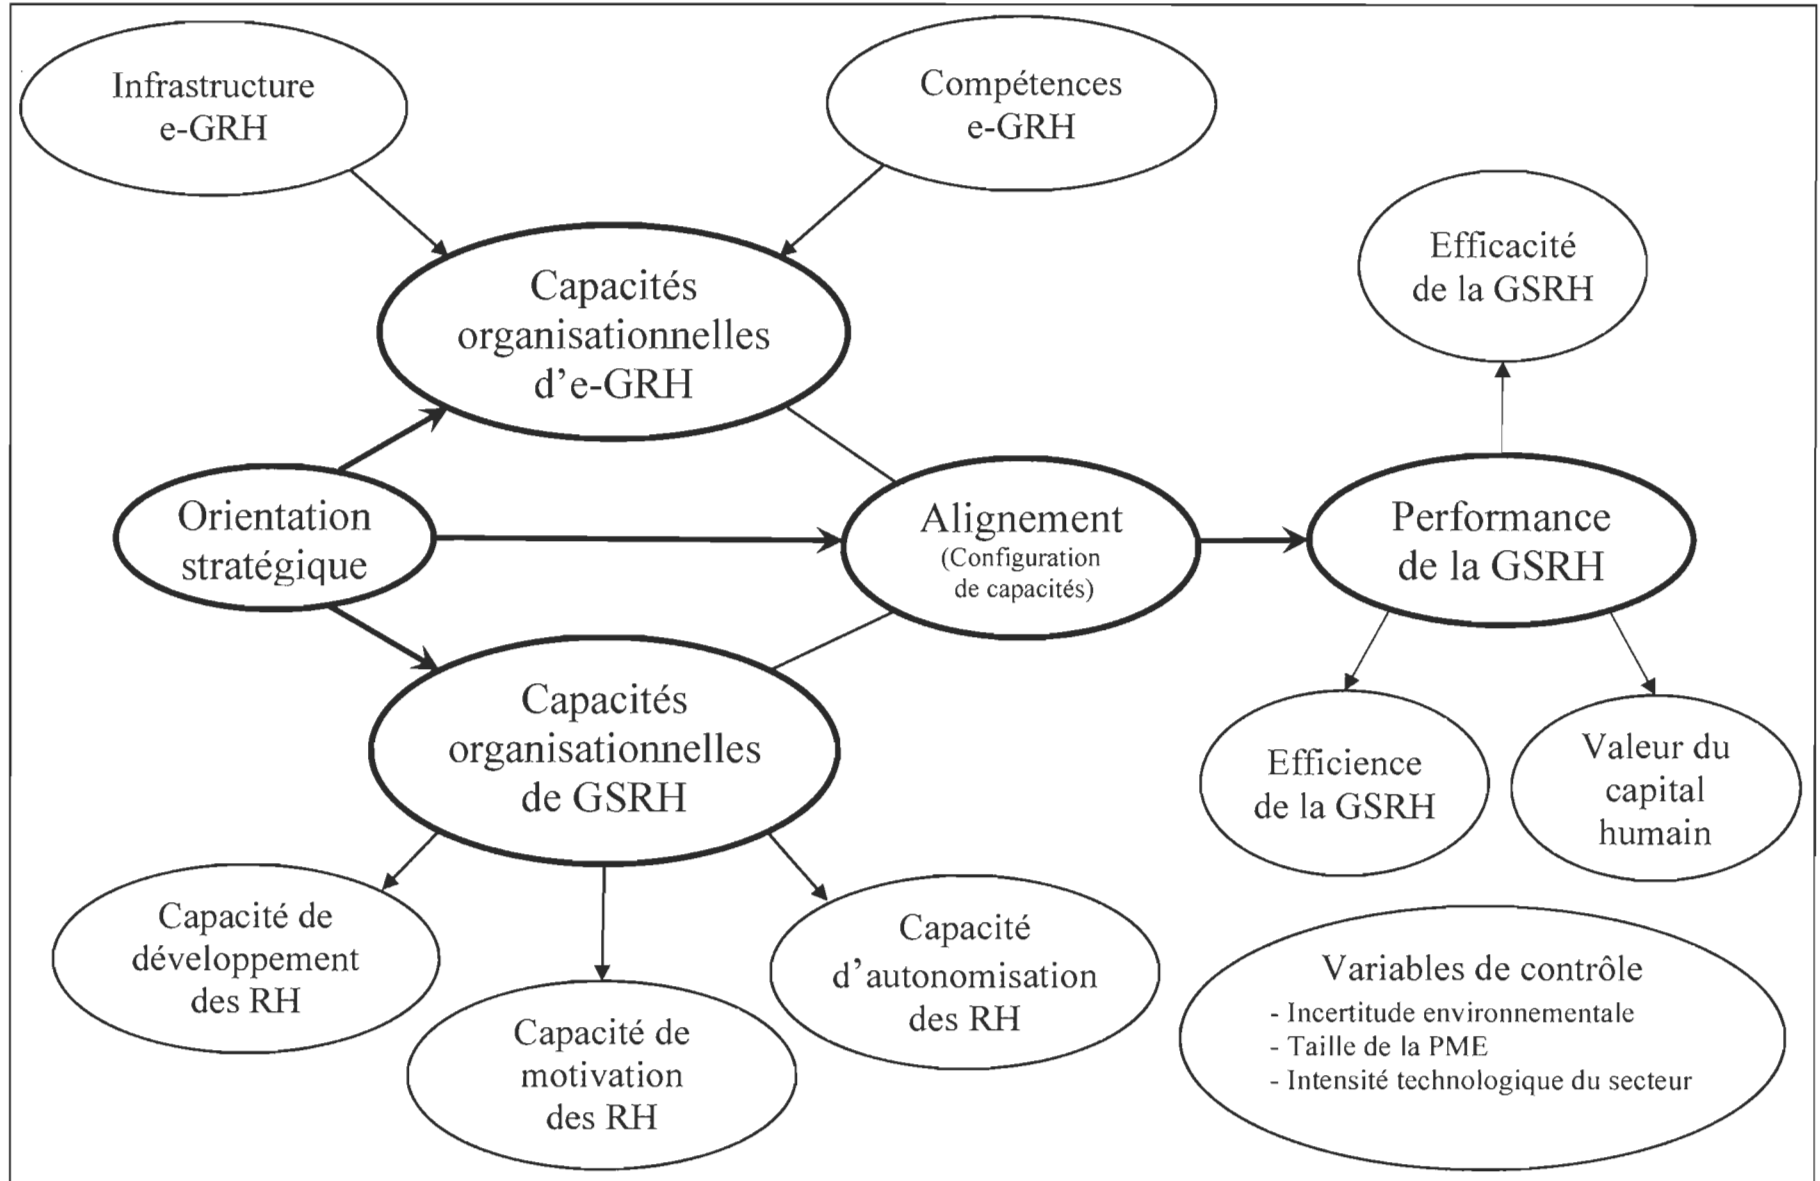 Infrastructure
e-GRH
Compétences
e-GRH
Efficacité
de la GSRH
Capacités
organisationnelles
d’e-GRH
Orientation
stratégique
Alignement
(Configuration
de capacités)
Performance
de la GSRH
Capacités
organisationnelles
de GSRH
Efficience
de la GSRH
Valeur du
capital
humain
Capacité de
développement
des RH
Capacité de
motivation
des RH
Capacité
d’autonomisation
des RH
Variables de contrôle
- Incertitude environnementale
- Taille de la PME
- Intensité technologique du secteur